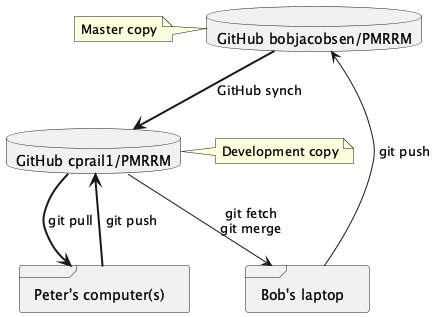 Master copy
GitHub bobjacobsen/PMRRM
GitHub synch
GitHub cprail1/PMRRM
Development copy
git push
git pull
git push
git fetch
git merge
Peter's computer(s)
Bob's laptop